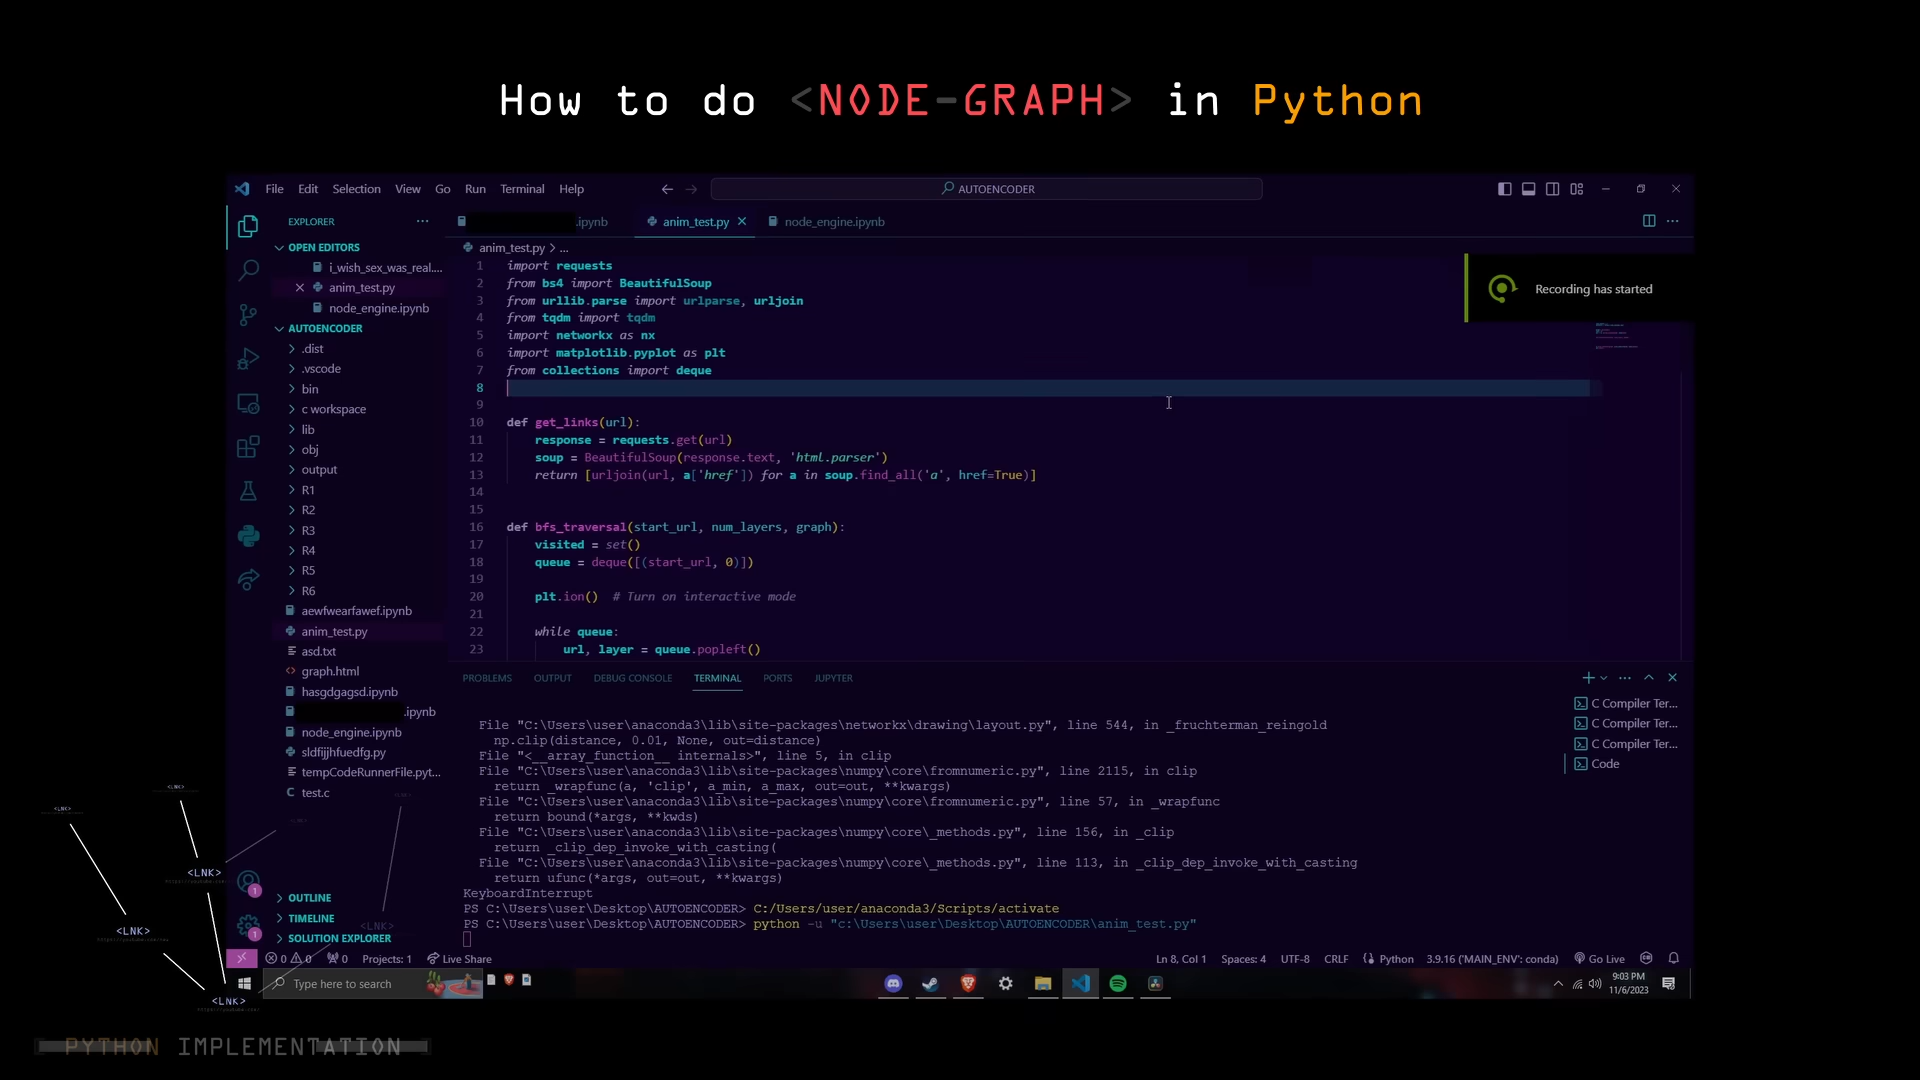 How to do <NODE-GRAPH> in Python
File Edit Selection View Go Run Terminal Help
AUTOENCODER
EXPLORER
.ipynb
anim_test.py
node_engine.ipynb
OPEN EDITORS
i_wish_sex_was_real....
anim_test.py
node_engine.ipynb
AUTOENCODER
.dist
.vscode
bin
c workspace
lib
obj
output
R1
R2
R3
R4
R5
R6
aewfwearfawef.ipynb
anim_test.py
asd.txt
graph.html
hasgdgagsd.ipynb
.ipynb
node_engine.ipynb
sldfijjhfuedfg.py
tempCodeRunnerFile.pyt...
C test.c
OUTLINE
TIMELINE
SOLUTION EXPLORER
anim_test.py > ...
1 import requests
2 from bs4 import BeautifulSoup
3 from urllib.parse import urlparse, urljoin
4 from tqdm import tqdm
5 import networkx as nx
6 import matplotlib.pyplot as plt
7 from collections import deque
8
9
10 def get_links(url):
11 response = requests.get(url)
12 soup = BeautifulSoup(response.text, 'html.parser')
13 return [urljoin(url, a['href']) for a in soup.find_all('a', href=True)]
14
15
16 def bfs_traversal(start_url, num_layers, graph):
17 visited = set()
18 queue = deque([(start_url, 0)])
19
20 plt.ion() # Turn on interactive mode
21
22 while queue:
23 url, layer = queue.popleft()
Recording has started
PROBLEMS OUTPUT DEBUG CONSOLE TERMINAL PORTS JUPYTER
File "C:\Users\user\anaconda3\lib\site-packages\networkx\drawing\layout.py", line 544, in _fruchterman_reingold
np.clip(distance, 0.01, None, out=distance)
File "<__array_function__ internals>", line 5, in clip
File "C:\Users\user\anaconda3\lib\site-packages\numpy\core\fromnumeric.py", line 2115, in clip
return _wrapfunc(a, 'clip', a_min, a_max, out=out, **kwargs)
File "C:\Users\user\anaconda3\lib\site-packages\numpy\core\fromnumeric.py", line 57, in _wrapfunc
return bound(*args, **kwds)
File "C:\Users\user\anaconda3\lib\site-packages\numpy\core\_methods.py", line 156, in _clip
return _clip_dep_invoke_with_casting(
File "C:\Users\user\anaconda3\lib\site-packages\numpy\core\_methods.py", line 113, in _clip_dep_invoke_with_casting
return ufunc(*args, out=out, **kwargs)
KeyboardInterrupt
PS C:\Users\user\Desktop\AUTOENCODER> C:/Users/user/anaconda3/Scripts/activate
PS C:\Users\user\Desktop\AUTOENCODER> python -u "c:\Users\user\Desktop\AUTOENCODER\anim_test.py"
C Compiler Ter...
C Compiler Ter...
C Compiler Ter...
Code
0 0 0 Projects: 1 Live Share
Ln 8, Col 1 Spaces: 4 UTF-8 CRLF Python 3.9.16 ('MAIN_ENV': conda) Go Live
Type here to search
9:03 PM
11/6/2023
1
1
<LNK>
<LNK>
<LNK>
<LNK>
<LNK>
<LNK>
<LNK>
<LNK>
PYTHON IMPLEMENTATION